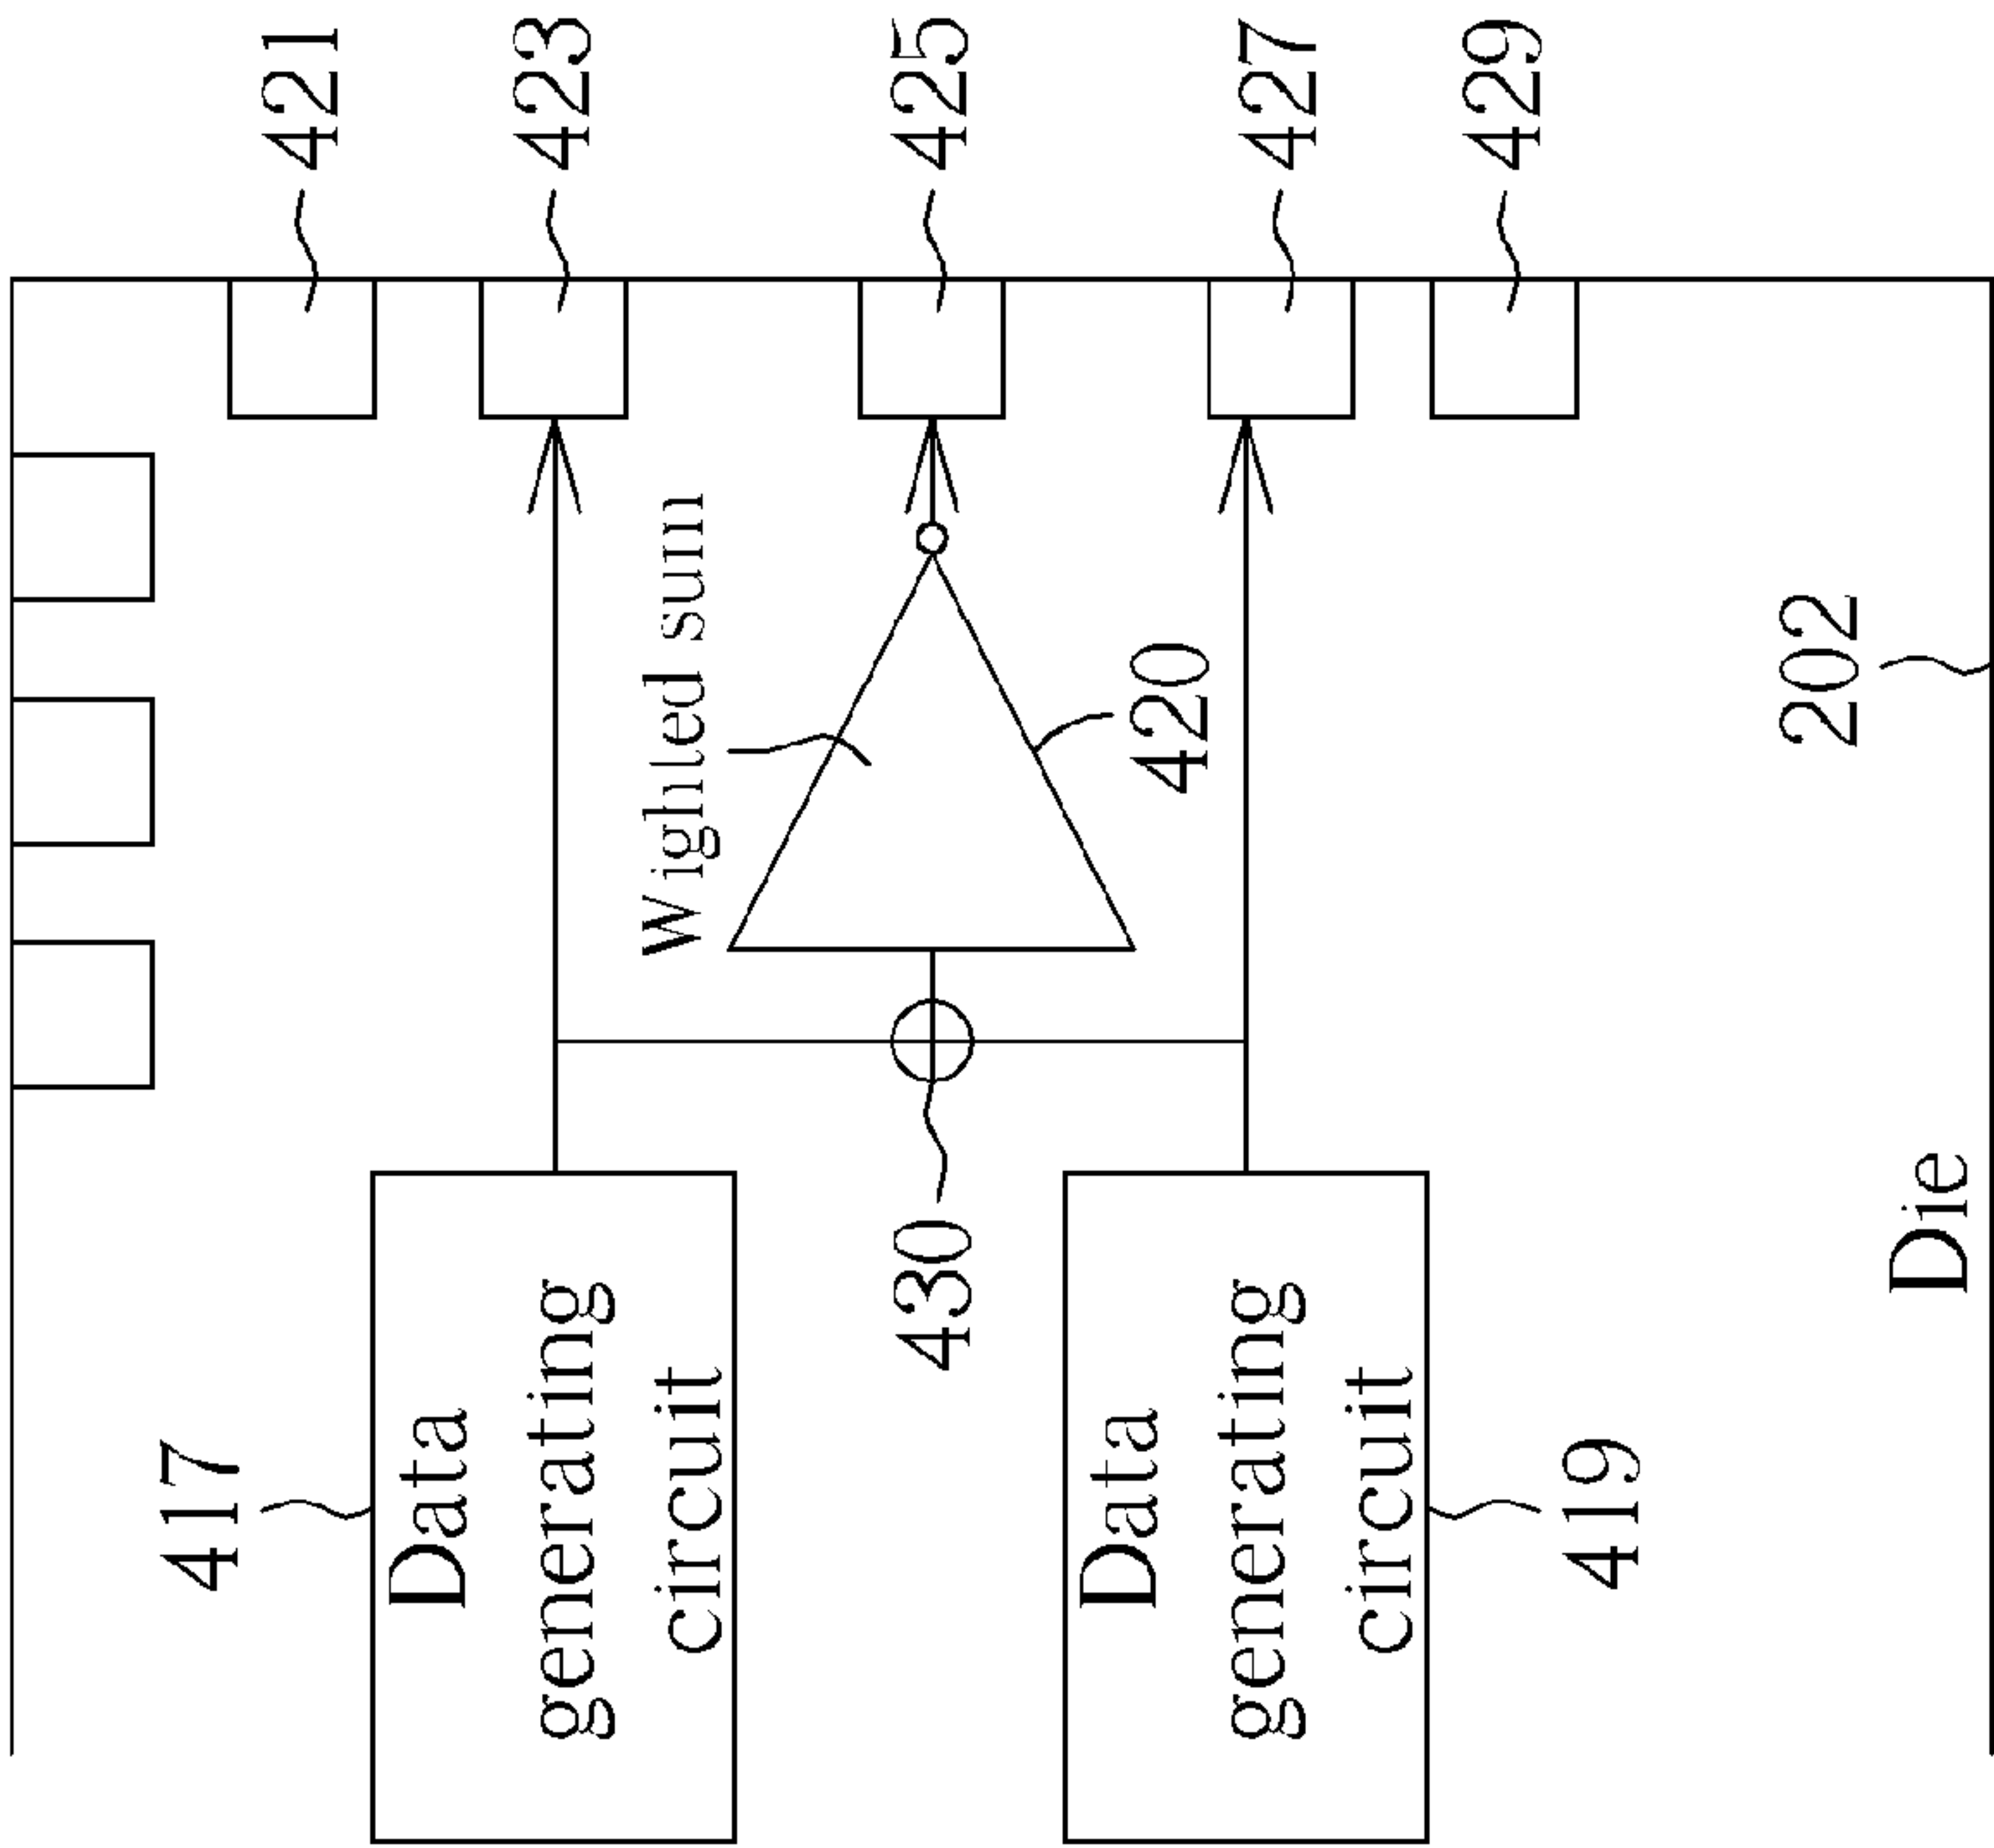 421
423
425
427
429
Wighted sum
420
202
430
417
Data
generating
circuit
Data
generating
circuit
419
Die